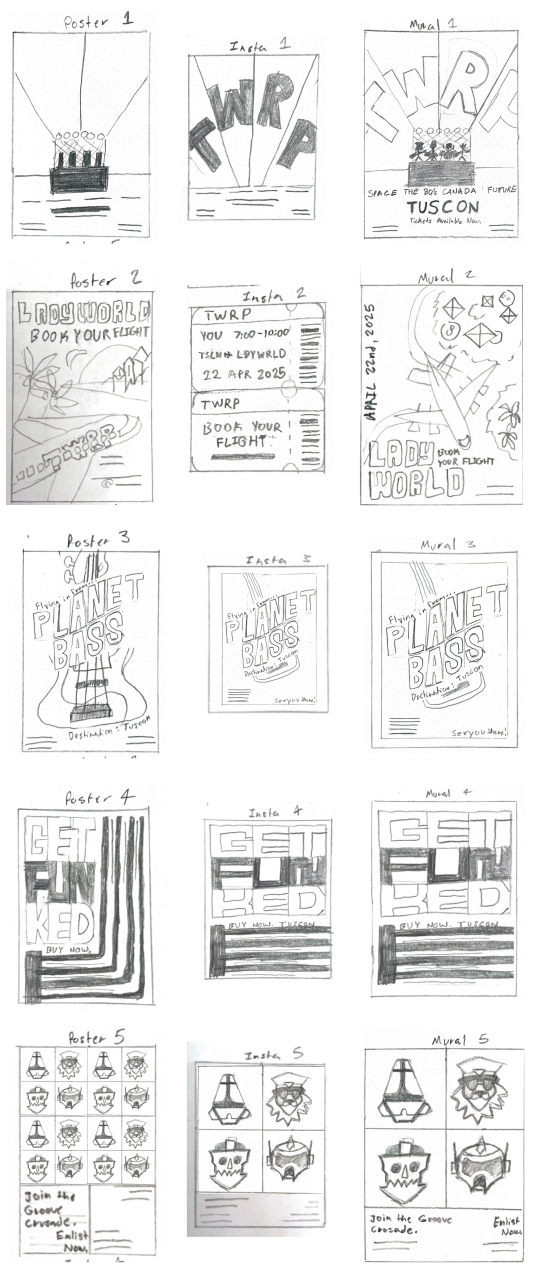 Poster 1
Insta 1
TWRP
Mural 1
TWRP
SPACE THE 80s CANADA FUTURE
TUSCON
Tickets Available Now.
Poster 2
LADYWORLD
BOOK YOUR FLIGHT
TWRP
Insta 2
TWRP
YOU 7:00-10:00
LDYWRLD
22 APR 2025
TWRP
BOOK YOUR
FLIGHT
Mural 2
APRIL 22nd, 2025
LADY
WORLD
BOOK
YOUR FLIGHT
Poster 3
Flying in from...
PLANET
BASS
Destination: Tuscon
Insta 3
Flying in from...
PLANET
BASS
Destination: Tuscon
See you there!
Mural 3
Flying in from...
PLANET
BASS
Destination: Tuscon
See you there!
Poster 4
GET
FUN
KED
BUY NOW.
Insta 4
GET
FUN
KED
BUY NOW. TUSCON
Mural 4
GET
FUN
KED
BUY NOW. TUSCON
Poster 5
Join the
Groove
Crusade.
Enlist
Now
Insta 5
Mural 5
Join the Groove
Crusade.
Enlist
Now